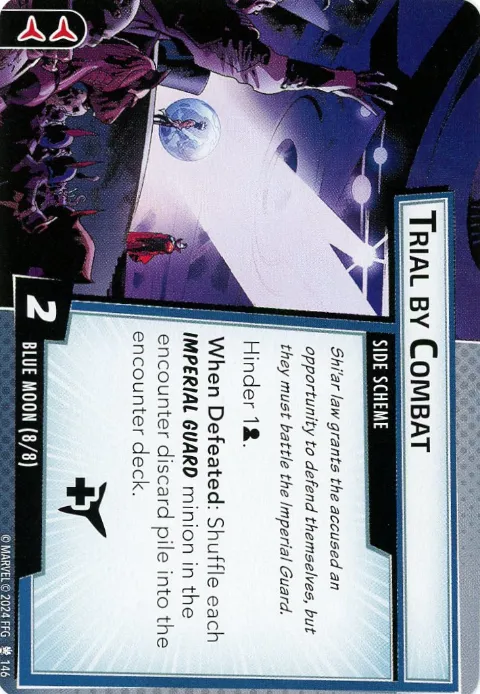 TRIAL BY COMBAT
SIDE SCHEME
Shi'ar law grants the accused an
opportunity to defend themselves, but
they must battle the Imperial Guard.
Hinder 1.
When Defeated: Shuffle each
IMPERIAL GUARD minion in the
encounter discard pile into the
encounter deck.
2
BLUE MOON (8/8)
© MARVEL © 2024 FFG 146